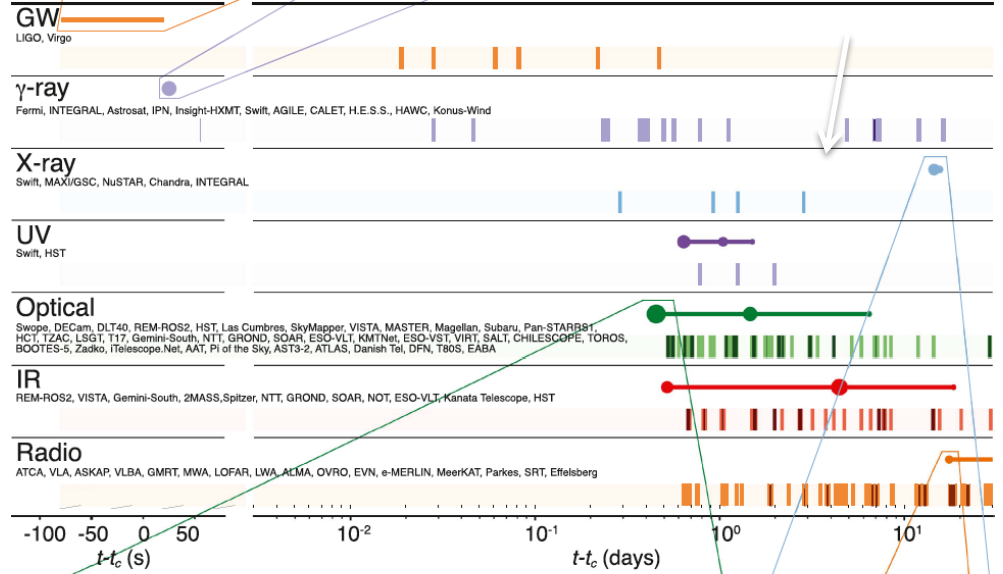 GW
LIGO, Virgo
γ-ray
Fermi, INTEGRAL, Astrosat, IPN, Insight-HXMT, Swift, AGILE, CALET, H.E.S.S., HAWC, Konus-Wind
X-ray
Swift, MAXI/GSC, NuSTAR, Chandra, INTEGRAL
UV
Swift, HST
Optical
Swope, DECam, DLT40, REM-ROS2, HST, Las Cumbres, SkyMapper, VISTA, MASTER, Magellan, Subaru, Pan-STARRS1,
HCT, TZAC, LSGT, T17, Gemini-South, NTT, GROND, SOAR, ESO-VLT, KMTNet, ESO-VST, VIRT, SALT, CHILESCOPE, TOROS,
BOOTES-5, Zadko, iTelescope.Net, AAT, Pi of the Sky, AST3-2, ATLAS, Danish Tel, DFN, T80S, EABA
IR
REM-ROS2, VISTA, Gemini-South, 2MASS,Spitzer, NTT, GROND, SOAR, NOT, ESO-VLT, Kanata Telescope, HST
Radio
ATCA, VLA, ASKAP, VLBA, GMRT, MWA, LOFAR, LWA, ALMA, OVRO, EVN, e-MERLIN, MeerKAT, Parkes, SRT, Effelsberg
-100 -50 0 50 10⁻² 10⁻¹ 10⁰ 10¹
t-tc (s) t-tc (days)